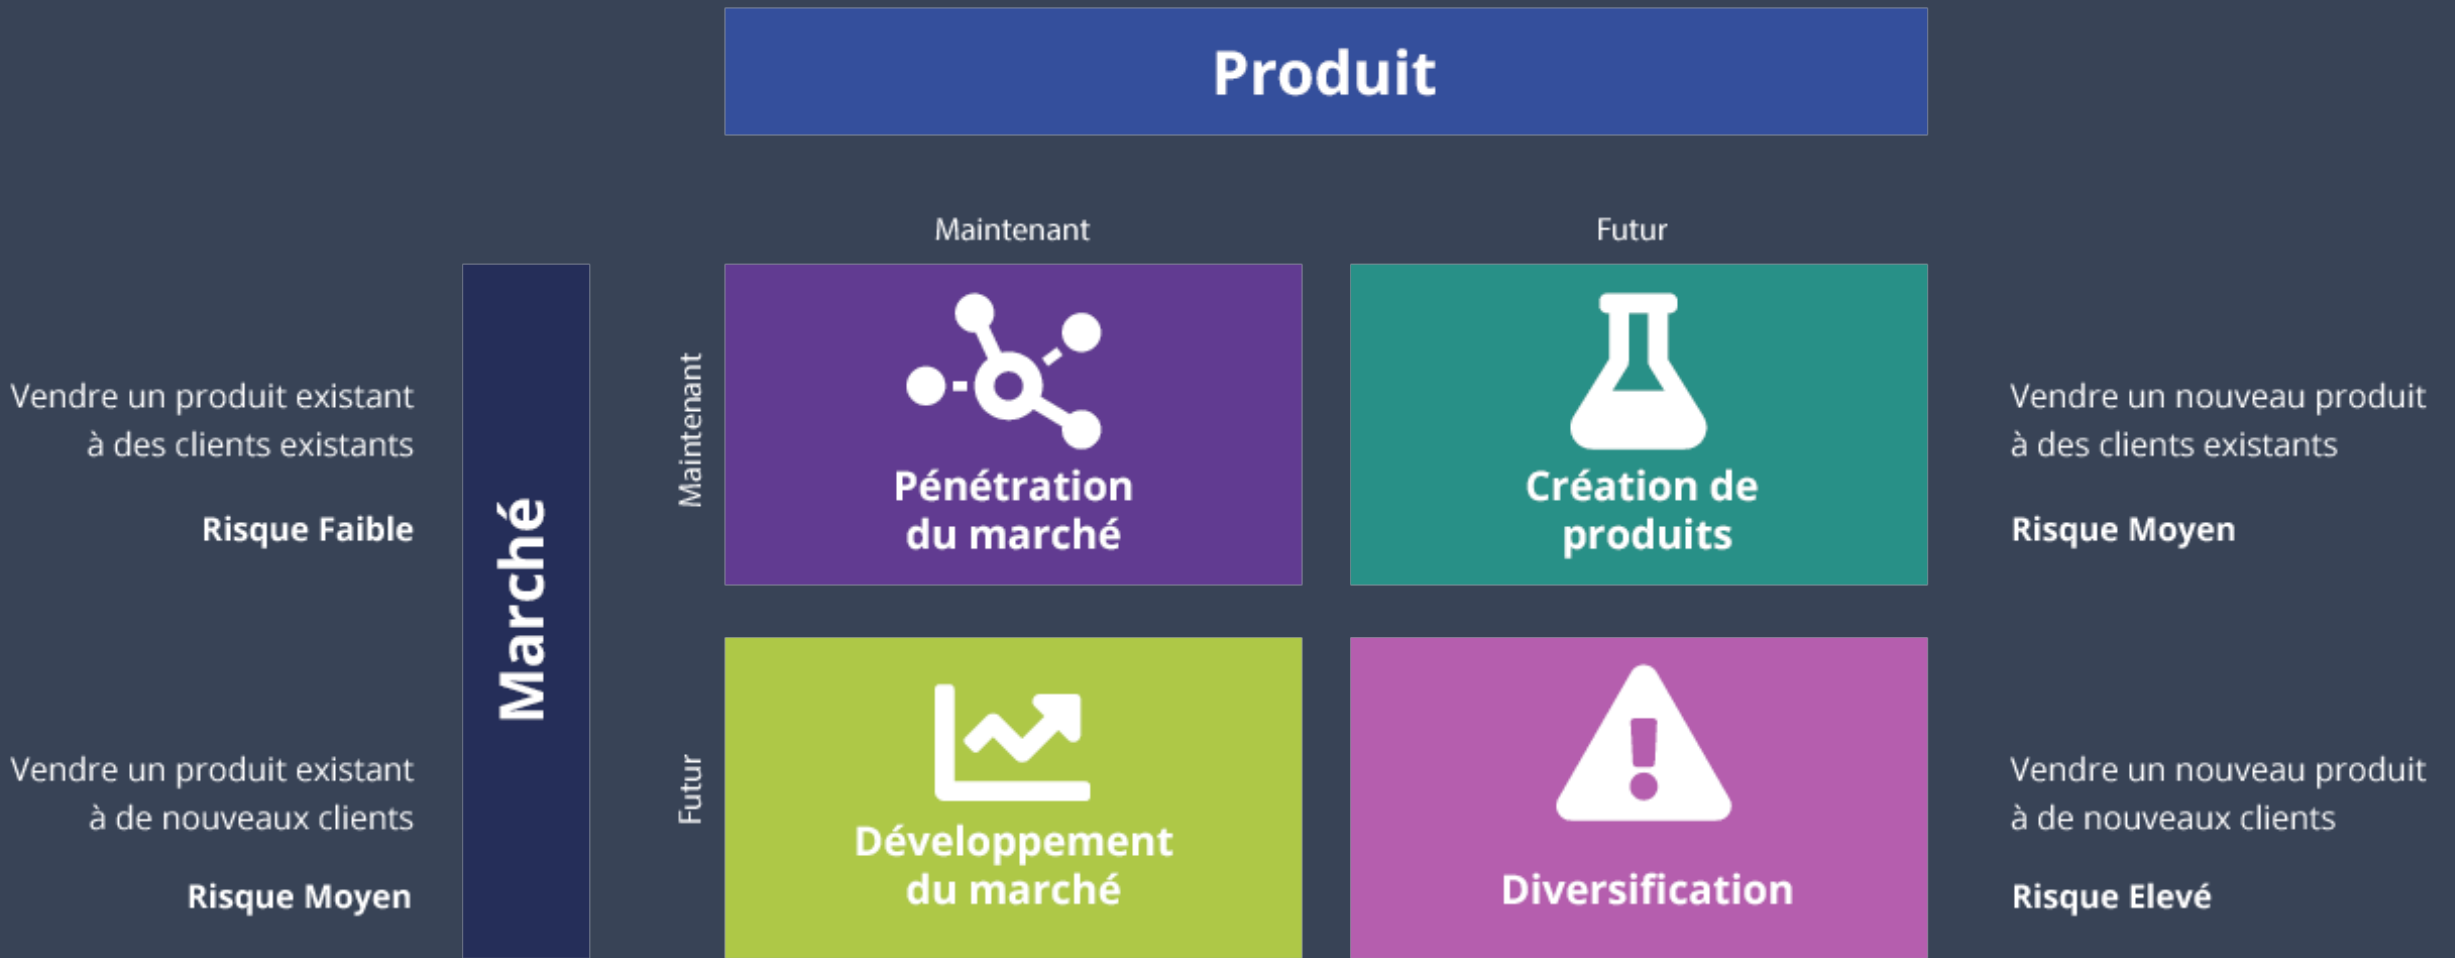 Produit
Maintenant
Futur
Marché
Maintenant
Futur
Vendre un produit existant
à des clients existants
Risque Faible
Pénétration
du marché
Création de
produits
Vendre un nouveau produit
à des clients existants
Risque Moyen
Vendre un produit existant
à de nouveaux clients
Risque Moyen
Développement
du marché
Diversification
Vendre un nouveau produit
à de nouveaux clients
Risque Elevé